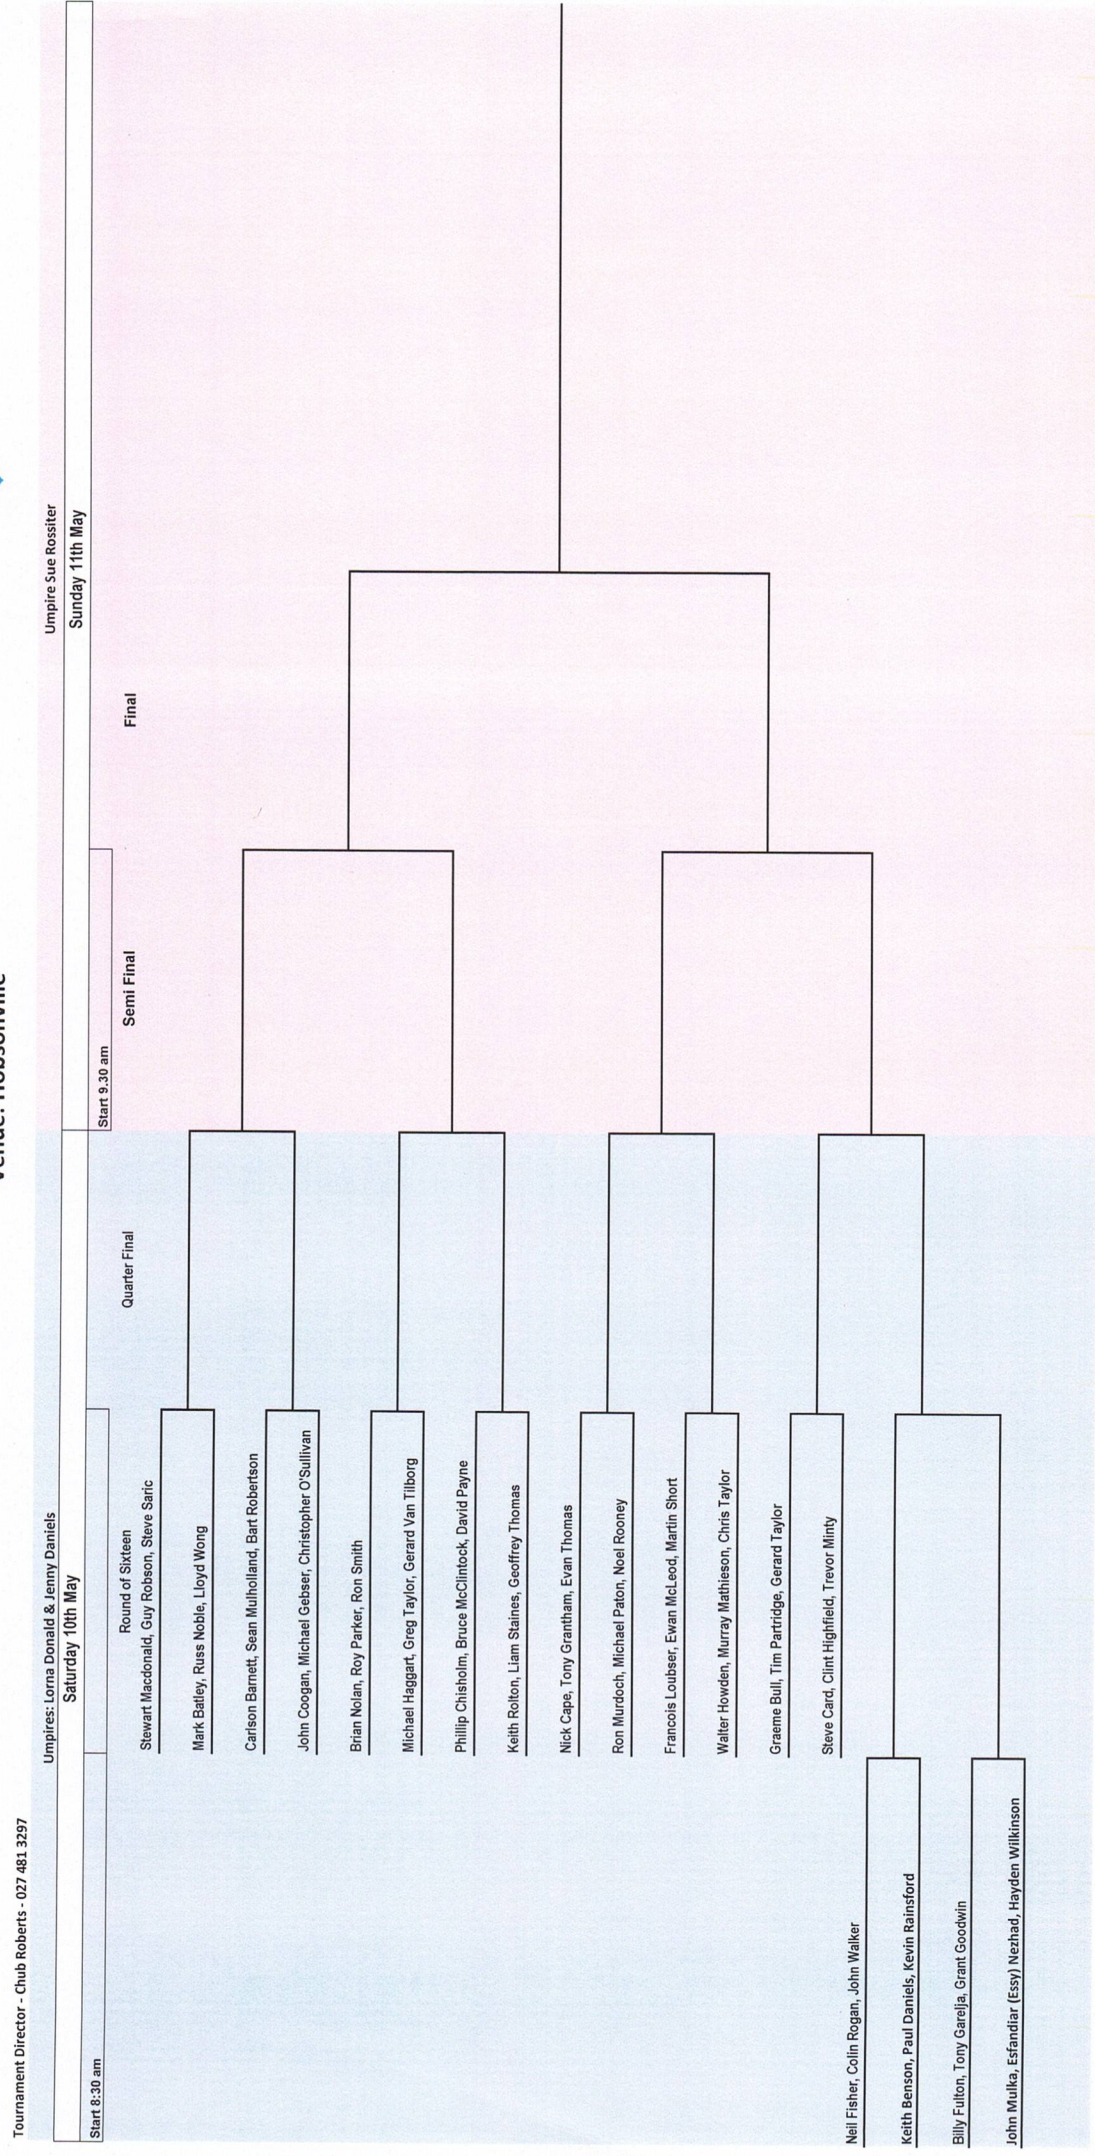 Venue: Hobsonville
Tournament Director - Chub Roberts - 027 481 3297
Umpires: Lorna Donald & Jenny Daniels
Umpire Sue Rossiter
Saturday 10th May
Sunday 11th May
Start 8:30 am
Start 9.30 am
Round of Sixteen
Quarter Final
Semi Final
Final
Stewart Macdonald, Guy Robson, Steve Saric
Mark Batley, Russ Noble, Lloyd Wong
Carlson Barnett, Sean Mulholland, Bart Robertson
John Coogan, Michael Gebser, Christopher O'Sullivan
Brian Nolan, Roy Parker, Ron Smith
Michael Haggart, Greg Taylor, Gerard Van Tilborg
Phillip Chisholm, Bruce McClintock, David Payne
Keith Rolton, Liam Staines, Geoffrey Thomas
Nick Cape, Tony Grantham, Evan Thomas
Ron Murdoch, Michael Paton, Noel Rooney
Francois Loubser, Ewan McLeod, Martin Short
Walter Howden, Murray Mathieson, Chris Taylor
Graeme Bull, Tim Partridge, Gerard Taylor
Steve Card, Clint Highfield, Trevor Minty
Neil Fisher, Colin Rogan, John Walker
Keith Benson, Paul Daniels, Kevin Rainsford
Billy Fulton, Tony Garelja, Grant Goodwin
John Mulka, Esfandiar (Essy) Nezhad, Hayden Wilkinson